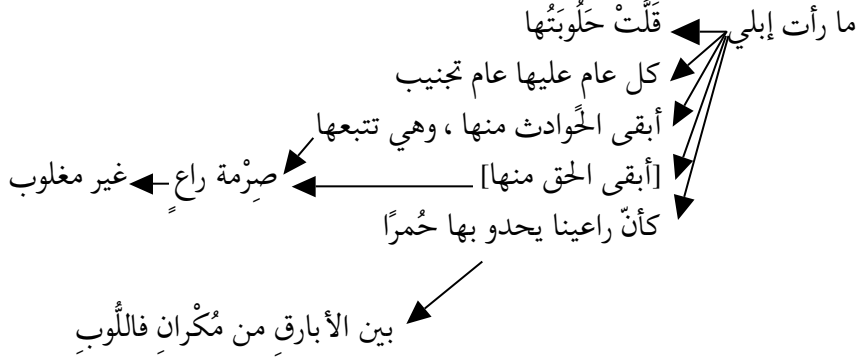 ما رأت إبلي
قَلَّتْ حَلُوبَتُها
كل عام عليها عام تجنيب
أبقى الحًوادث منها ، وهي تتبعها
[أبقى الحق منها]
صِرْمة راعٍ
غير مغلوب
كأنّ راعينا يحدو بها حُمرًا
بين الأبارقِ من مُكْرانِ فاللُّوبِ